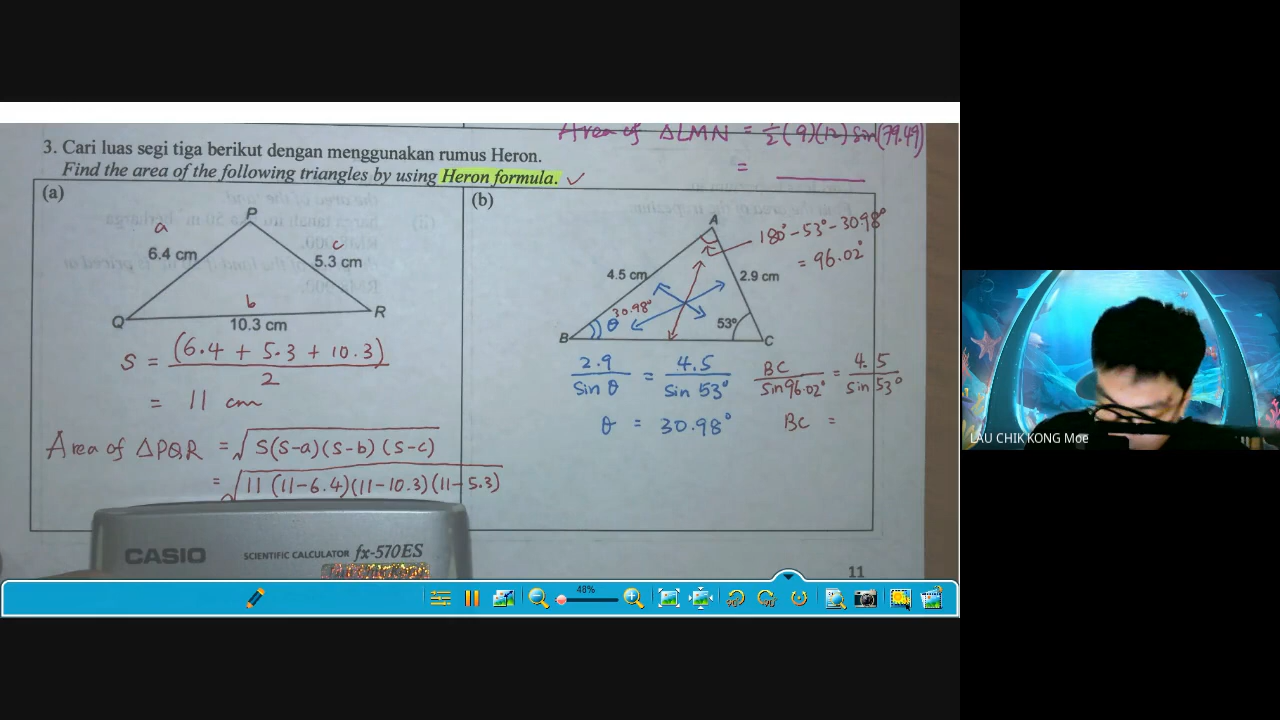 Area of △LMN = ½(9)(12) sin(79.49)
= ______
3. Cari luas segi tiga berikut dengan menggunakan rumus Heron.
Find the area of the following triangles by using Heron formula. ✓
(a)
P
a
6.4 cm
c
5.3 cm
b
Q
R
10.3 cm
S = (6.4 + 5.3 + 10.3) / 2
= 11 cm
Area of △PQR = √S(S-a)(S-b)(S-c)
= √11 (11-6.4)(11-10.3)(11-5.3)
(b)
A
180° - 53° - 30.98°
= 96.02°
4.5 cm
2.9 cm
30.98°
θ
53°
B
C
2.9 / sin θ = 4.5 / sin 53°
θ = 30.98°
BC / sin 96.02° = 4.5 / sin 53°
BC =
CASIO
SCIENTIFIC CALCULATOR fx-570ES
11
48%
LAU CHIK KONG Moe